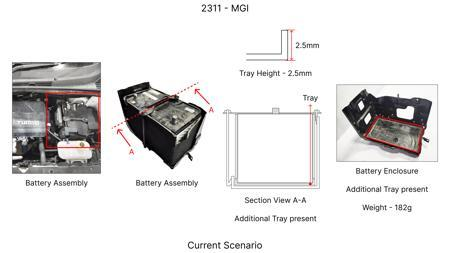 2311 - MGI
2.5mm
Tray Height - 2.5mm
Tray
A
A
Battery Assembly
Battery Assembly
Section View A-A
Additional Tray present
Battery Enclosure
Additional Tray present
Weight - 182g
Current Scenario